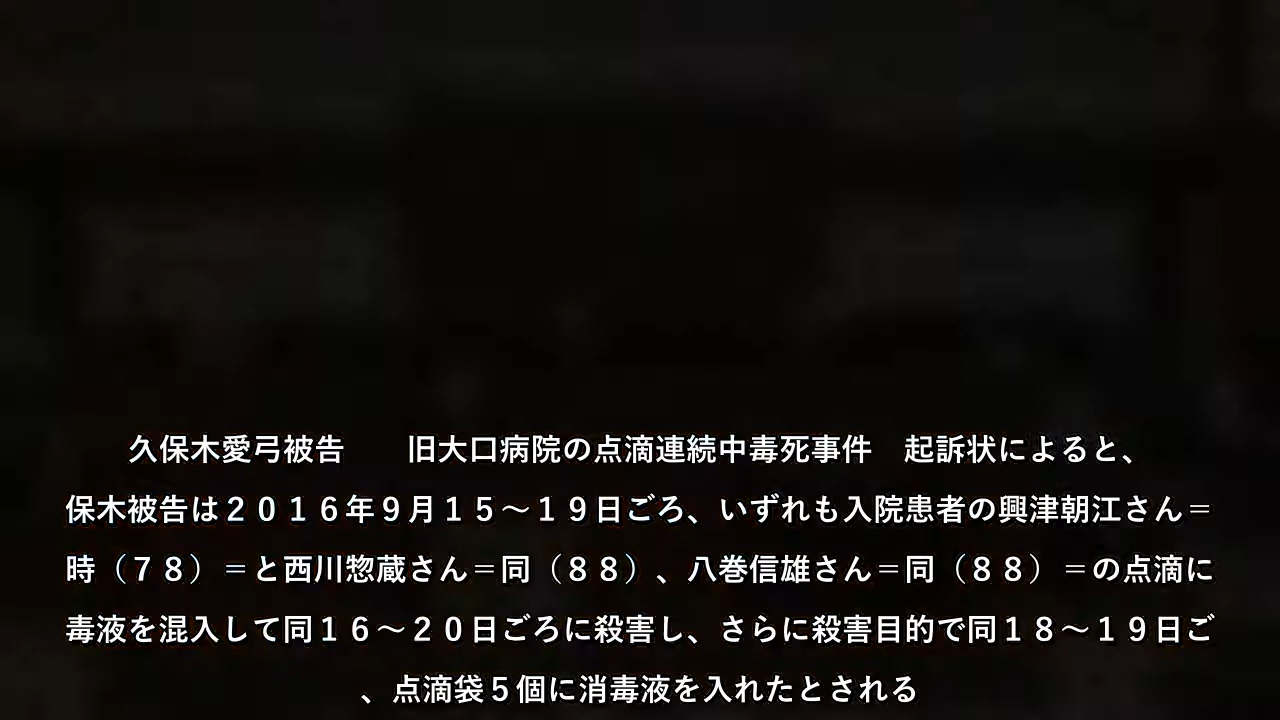 久保木愛弓被告　　旧大口病院の点滴連続中毒死事件　起訴状によると、
保木被告は２０１６年９月１５～１９日ごろ、いずれも入院患者の興津朝江さん＝
時（７８）＝と西川惣蔵さん＝同（８８）、八巻信雄さん＝同（８８）＝の点滴に
毒液を混入して同１６～２０日ごろに殺害し、さらに殺害目的で同１８～１９日ご
、点滴袋５個に消毒液を入れたとされる